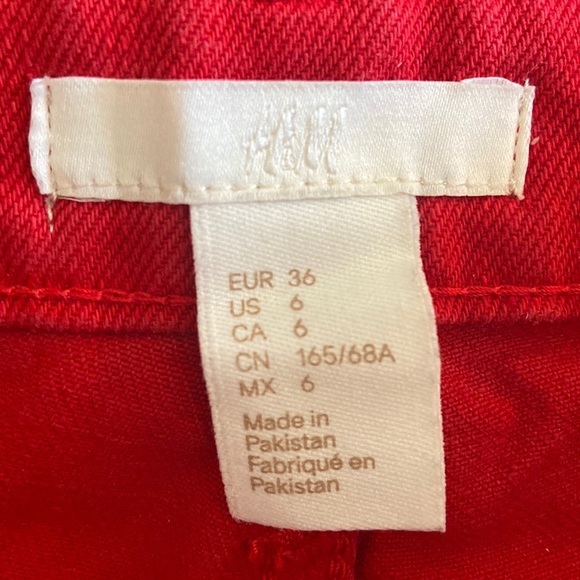 H&M
EUR 36
US 6
CA 6
CN 165/68A
MX 6
Made in
Pakistan
Fabriqué en
Pakistan